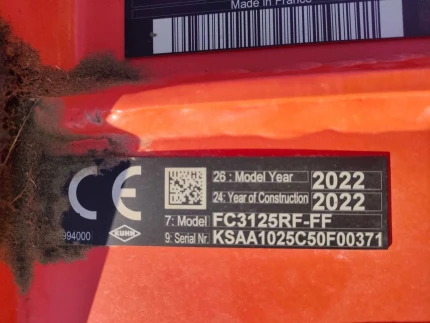 Made in France
CE
26: Model Year 2022
24: Year of Construction 2022
7: Model FC3125RF-FF
9: Serial Nr. KSAA1025C50F00371
KUHN
994000